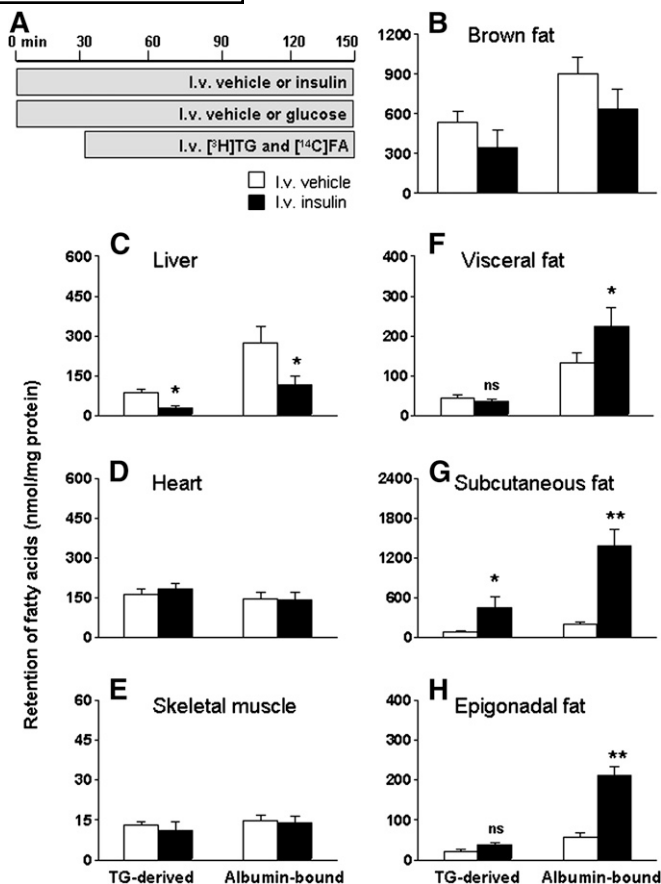 A
0 min 30 60 90 120 150
I.v. vehicle or insulin
I.v. vehicle or glucose
I.v. [³H]TG and [¹⁴C]FA
I.v. vehicle
I.v. insulin
B
Brown fat
1200
900
600
300
0
Retention of fatty acids (nmol/mg protein)
C
Liver
600
450
300
150
0
*
*
D
Heart
600
450
300
150
0
E
Skeletal muscle
60
45
30
15
0
TG-derived Albumin-bound
F
Visceral fat
400
300
200
100
0
ns
*
G
Subcutaneous fat
2400
1800
1200
600
0
*
**
H
Epigonadal fat
400
300
200
100
0
ns
**
TG-derived Albumin-bound